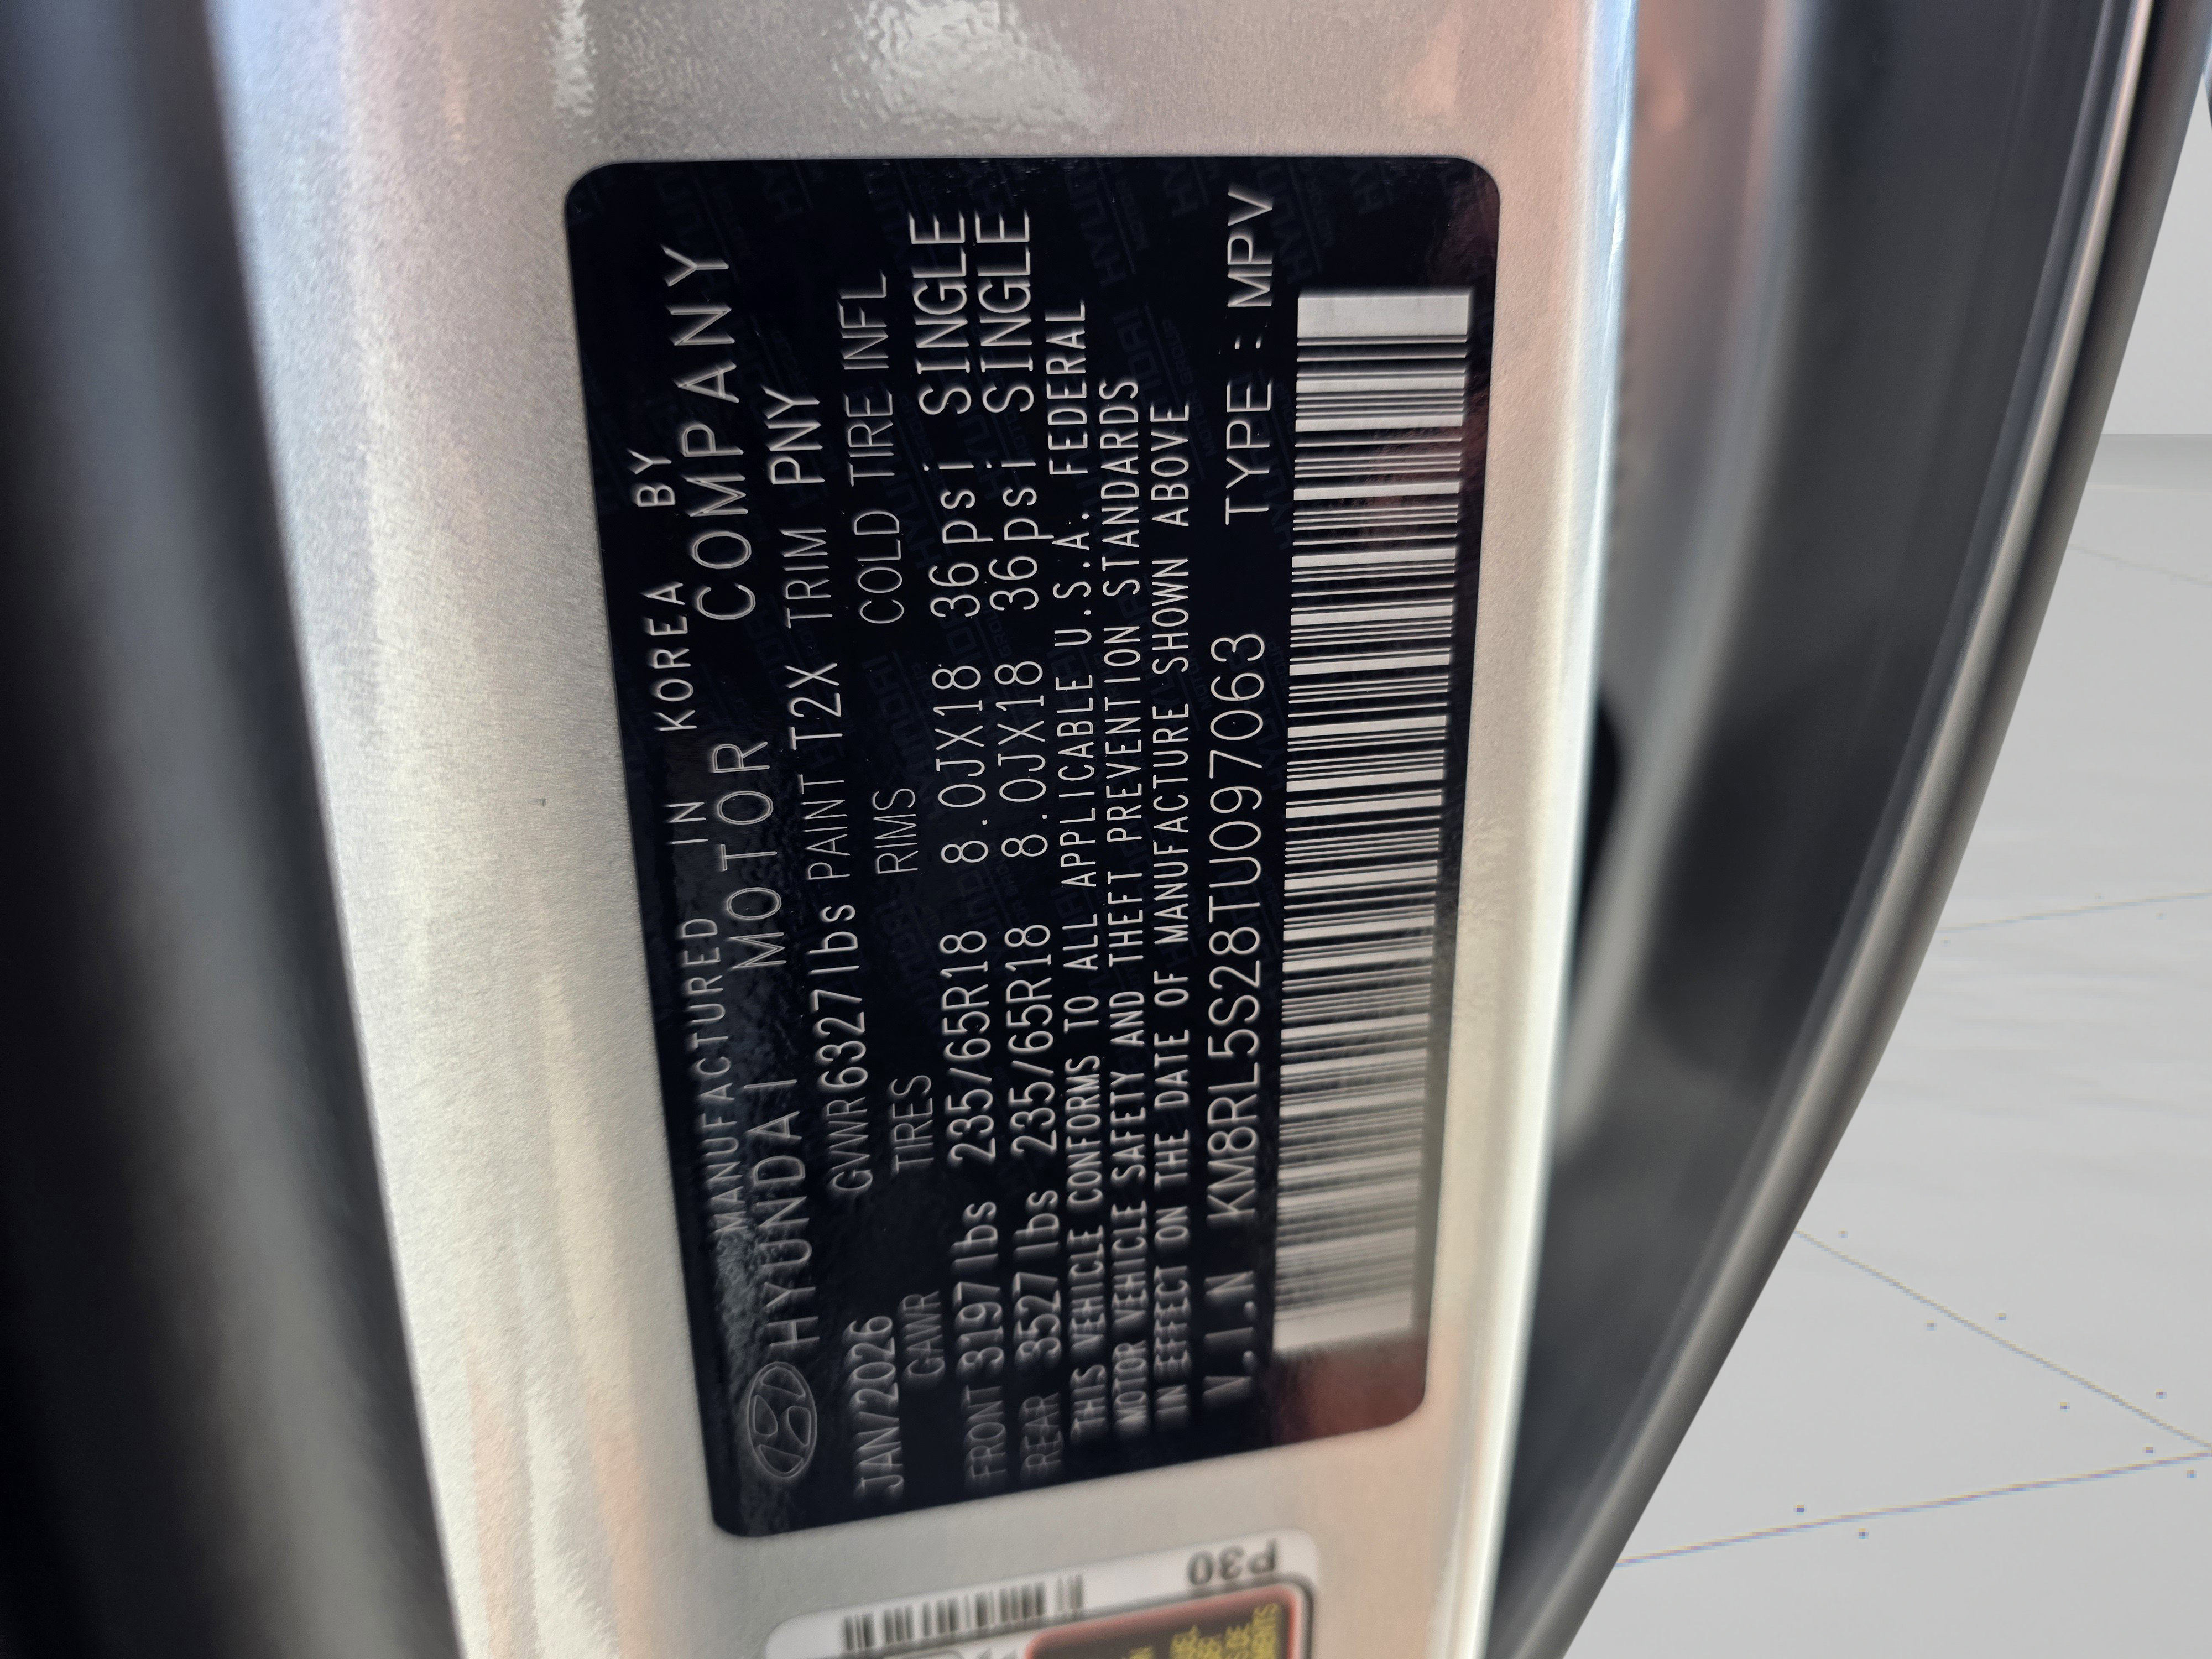 MANUFACTURED IN KOREA BY
HYUNDAI MOTOR COMPANY
JAN/2026 GVWR 6327lbs PAINT T2X TRIM PNY
GAWR TIRES RIMS COLD TIRE INFL
FRONT 3197lbs 235/65R18 8.0JX18 36psi SINGLE
REAR 3527lbs 235/65R18 8.0JX18 36psi SINGLE
THIS VEHICLE CONFORMS TO ALL APPLICABLE U.S.A. FEDERAL
MOTOR VEHICLE SAFETY AND THEFT PREVENTION STANDARDS
IN EFFECT ON THE DATE OF MANUFACTURE SHOWN ABOVE
V.I.N KM8RL5S28TU097063 TYPE : MPV
P30